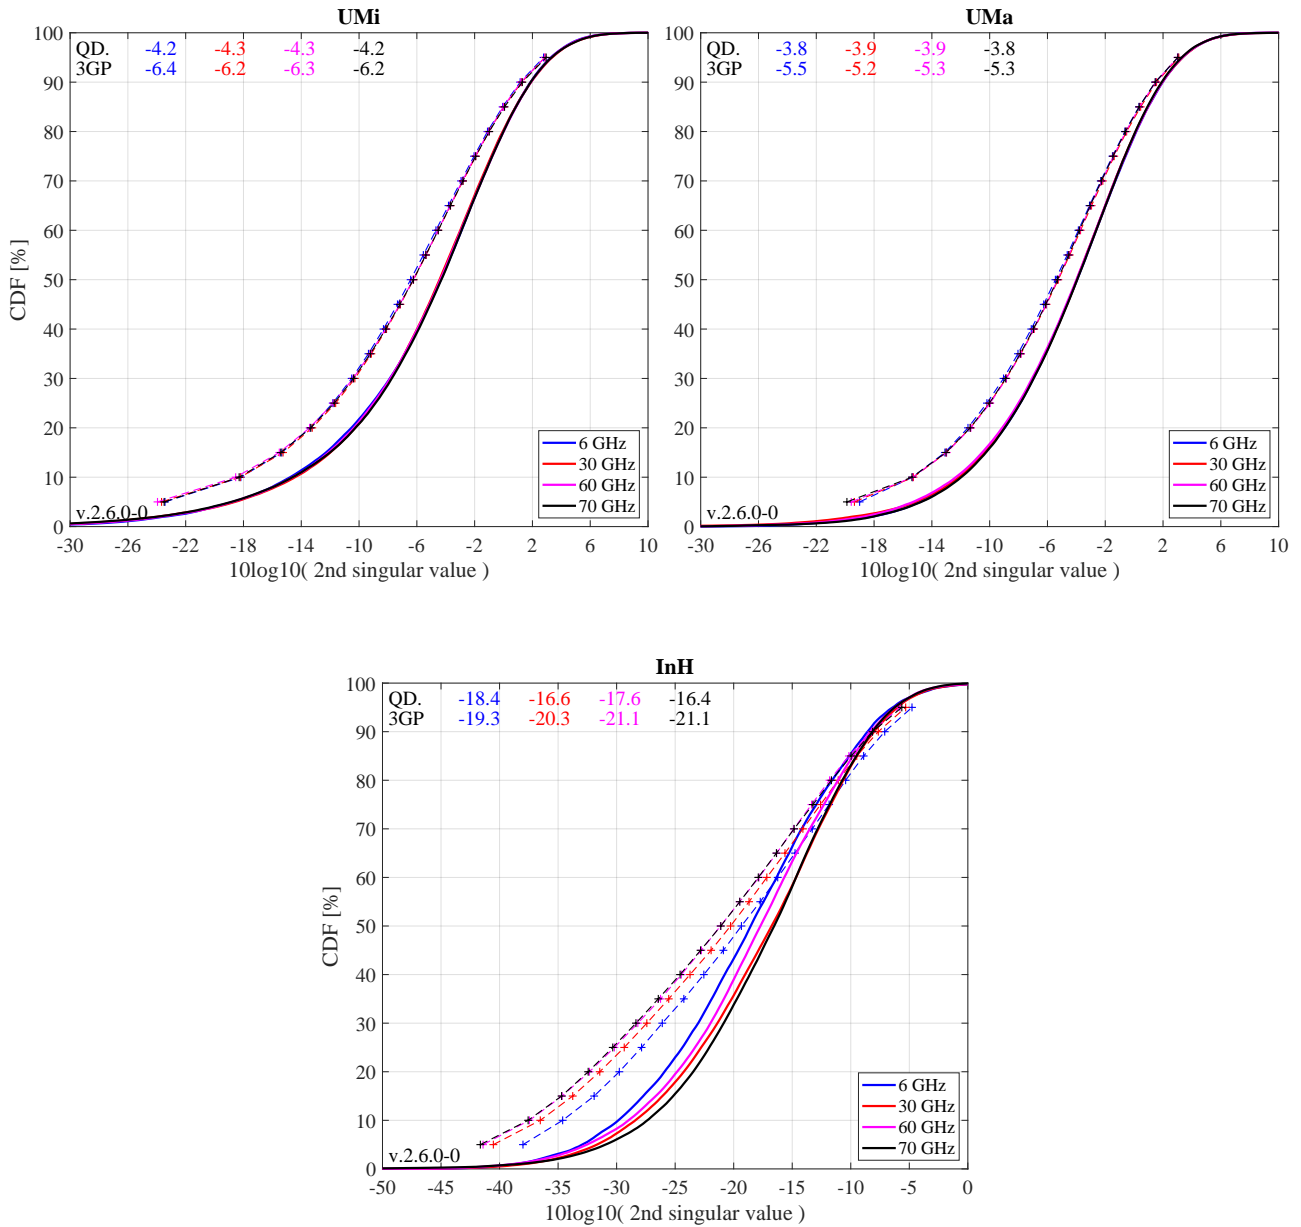 UMi
QD. -4.2 -4.3 -4.3 -4.2
3GP -6.4 -6.2 -6.3 -6.2
100
90
80
70
60
50
40
30
20
10
0
CDF [%]
v.2.6.0-0
6 GHz
30 GHz
60 GHz
70 GHz
-30 -26 -22 -18 -14 -10 -6 -2 2 6 10
10log10( 2nd singular value )
UMa
QD. -3.8 -3.9 -3.9 -3.8
3GP -5.5 -5.2 -5.3 -5.3
100
90
80
70
60
50
40
30
20
10
0
v.2.6.0-0
6 GHz
30 GHz
60 GHz
70 GHz
-30 -26 -22 -18 -14 -10 -6 -2 2 6 10
10log10( 2nd singular value )
InH
QD. -18.4 -16.6 -17.6 -16.4
3GP -19.3 -20.3 -21.1 -21.1
100
90
80
70
60
50
40
30
20
10
0
CDF [%]
v.2.6.0-0
6 GHz
30 GHz
60 GHz
70 GHz
-50 -45 -40 -35 -30 -25 -20 -15 -10 -5 0
10log10( 2nd singular value )